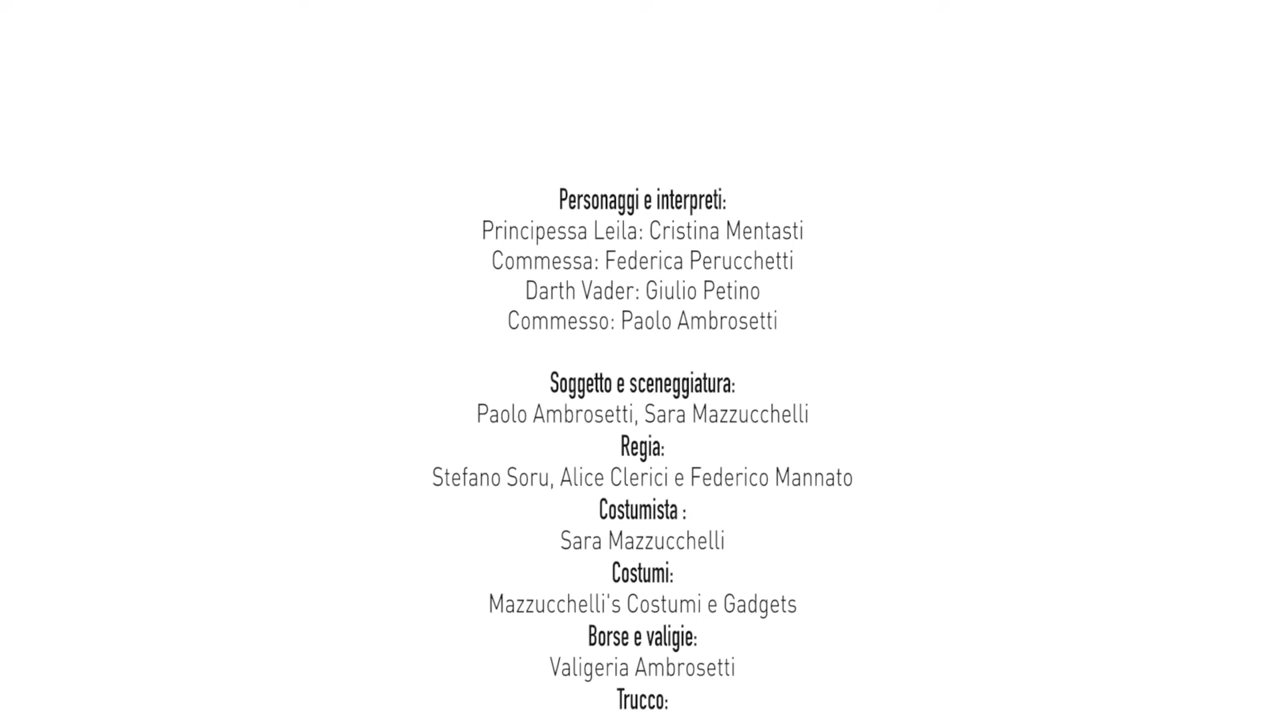 Personaggi e interpreti:
Principessa Leila: Cristina Mentasti
Commessa: Federica Perucchetti
Darth Vader: Giulio Petino
Commesso: Paolo Ambrosetti
Soggetto e sceneggiatura:
Paolo Ambrosetti, Sara Mazzucchelli
Regia:
Stefano Soru, Alice Clerici e Federico Mannato
Costumista :
Sara Mazzucchelli
Costumi:
Mazzucchelli's Costumi e Gadgets
Borse e valigie:
Valigeria Ambrosetti
Trucco: